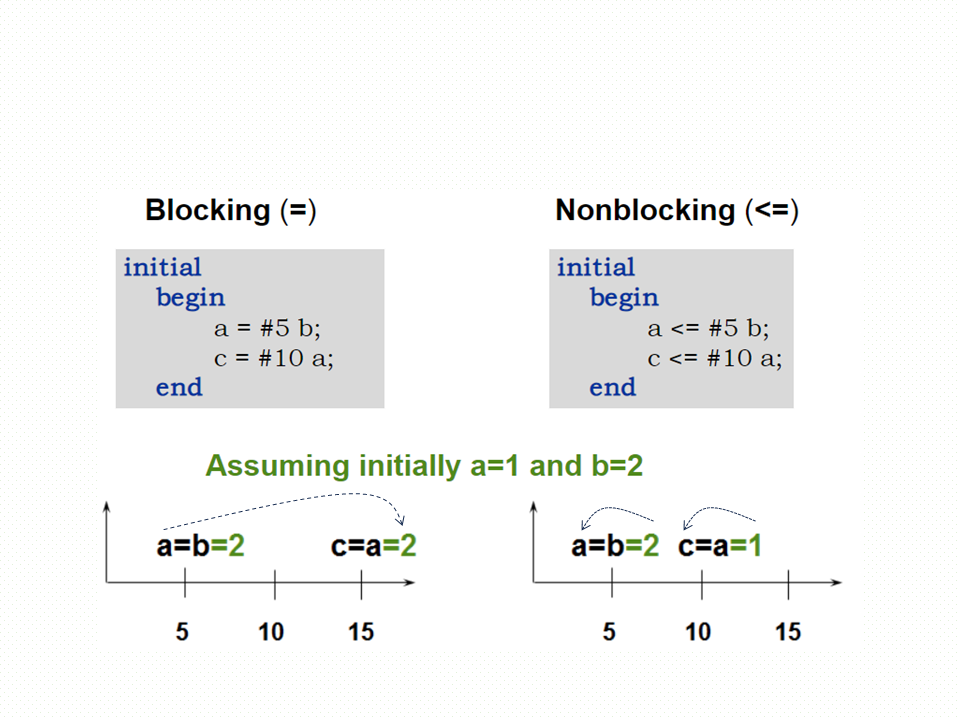 Blocking (=)
initial
begin
a = #5 b;
c = #10 a;
end
Nonblocking (<=)
initial
begin
a <= #5 b;
c <= #10 a;
end
Assuming initially a=1 and b=2
a=b=2 c=a=2
5 10 15
a=b=2 c=a=1
5 10 15